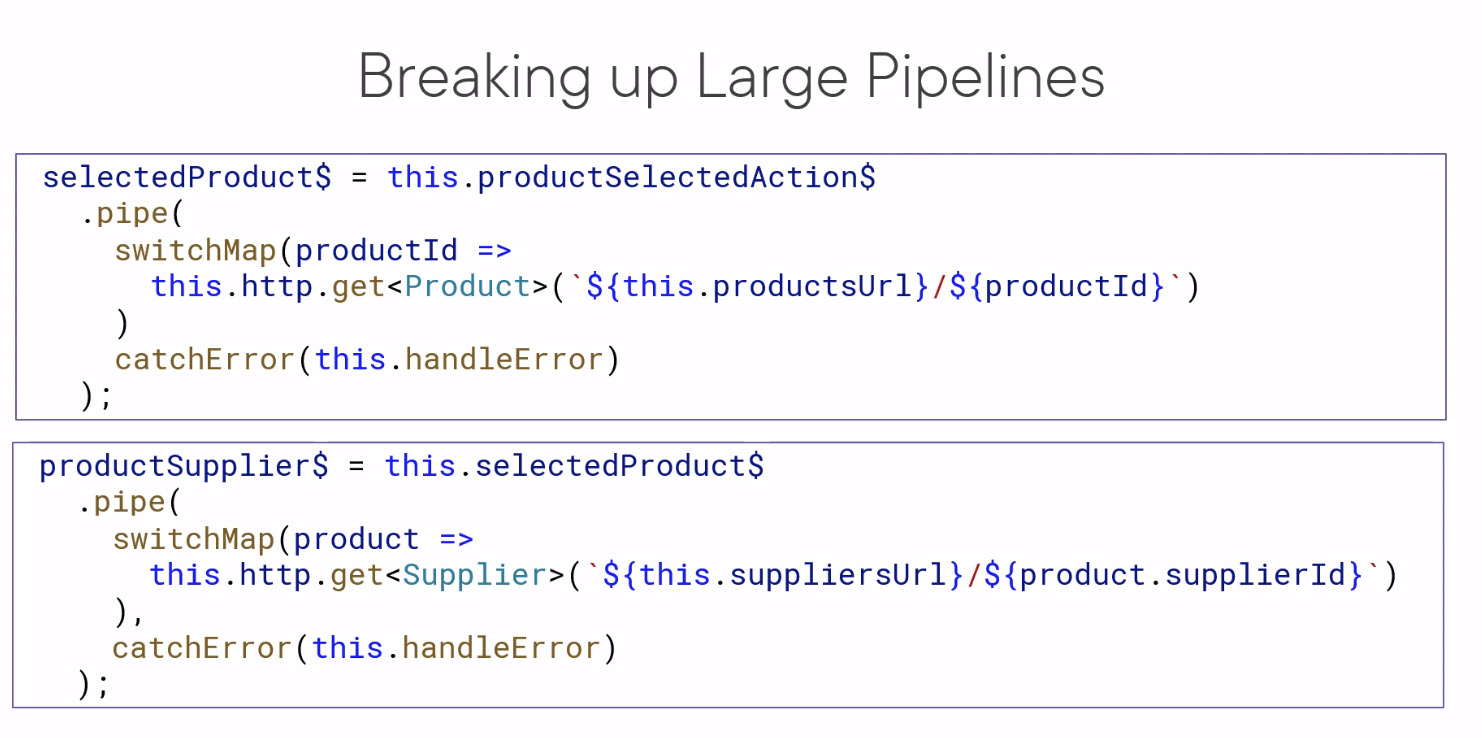 Breaking up Large Pipelines
selectedProduct$ = this.productSelectedAction$
.pipe(
switchMap(productId =>
this.http.get<Product>(`${this.productsUrl}/${productId}`)
)
catchError(this.handleError)
);
productSupplier$ = this.selectedProduct$
.pipe(
switchMap(product =>
this.http.get<Supplier>(`${this.suppliersUrl}/${product.supplierId}`)
),
catchError(this.handleError)
);